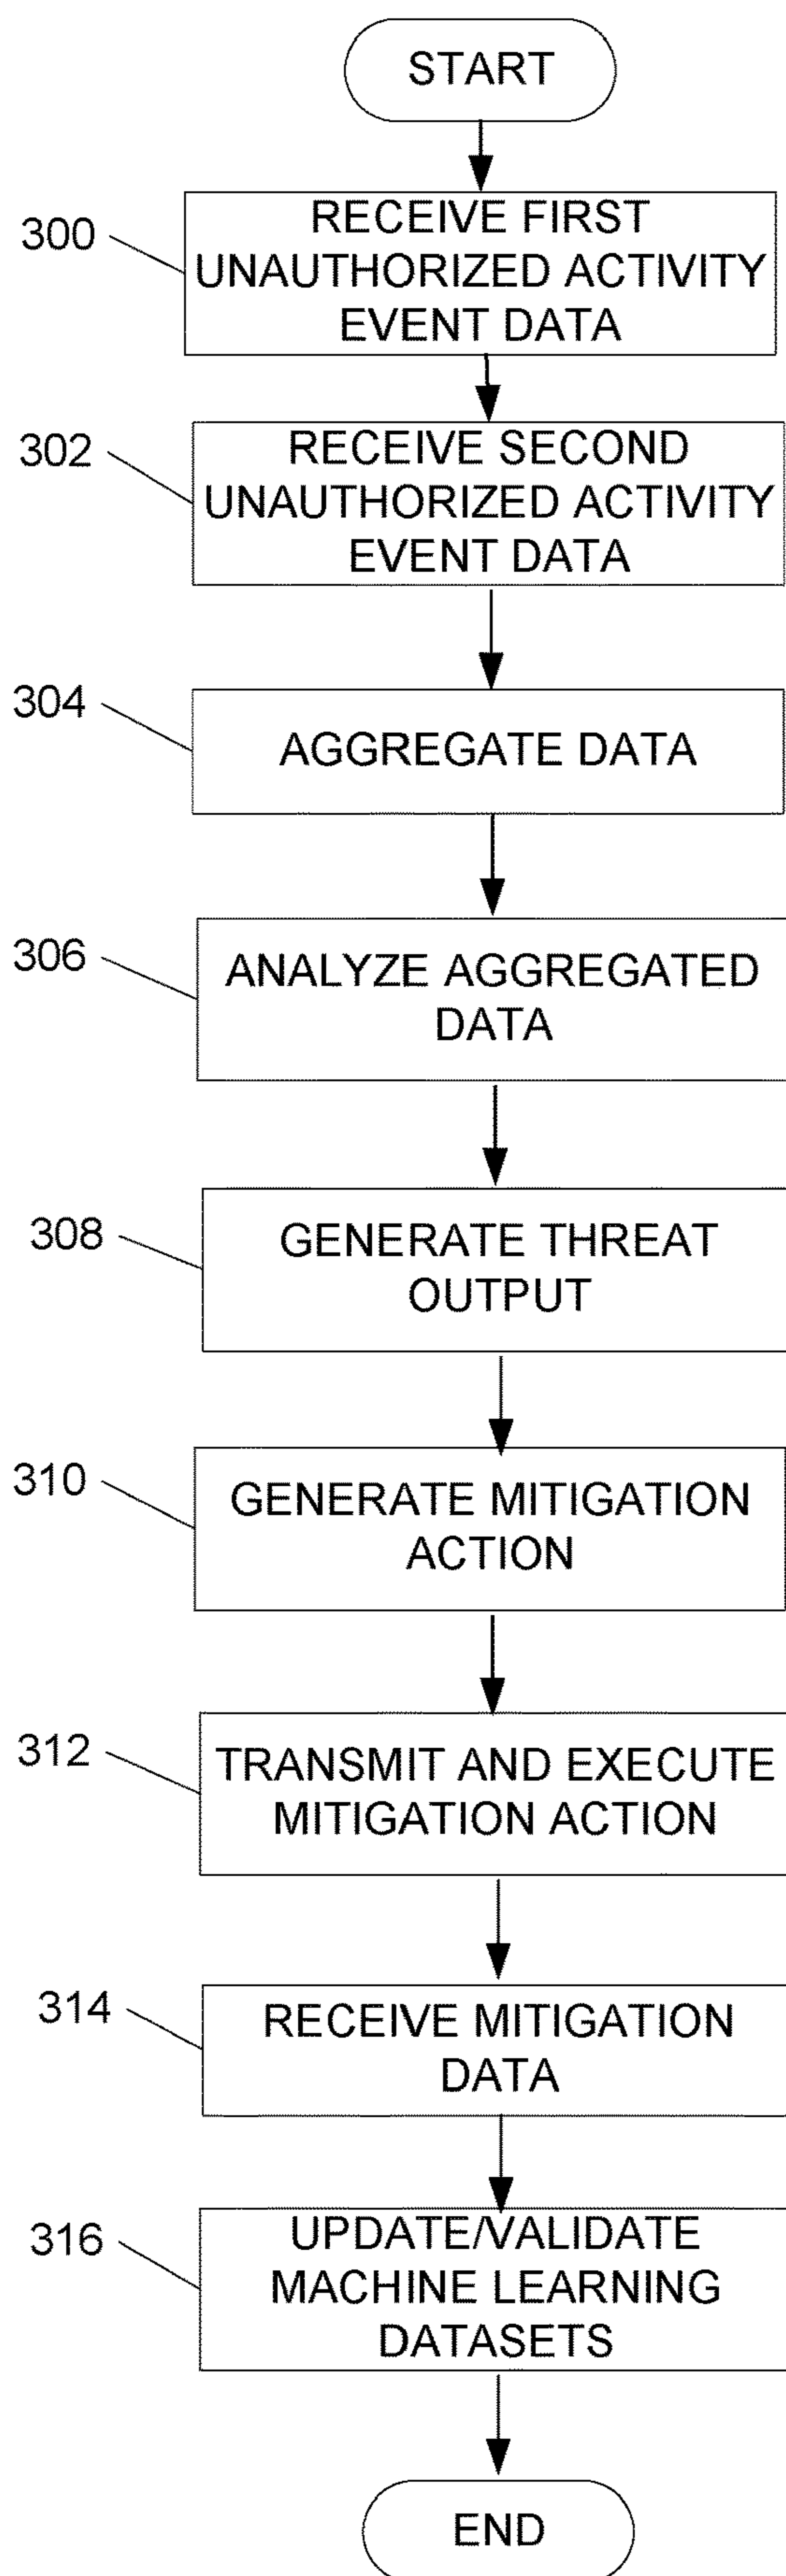 START
300
RECEIVE FIRST
UNAUTHORIZED ACTIVITY
EVENT DATA
302
RECEIVE SECOND
UNAUTHORIZED ACTIVITY
EVENT DATA
304
AGGREGATE DATA
306
ANALYZE AGGREGATED
DATA
308
GENERATE THREAT
OUTPUT
310
GENERATE MITIGATION
ACTION
312
TRANSMIT AND EXECUTE
MITIGATION ACTION
314
RECEIVE MITIGATION
DATA
316
UPDATE/VALIDATE
MACHINE LEARNING
DATASETS
END